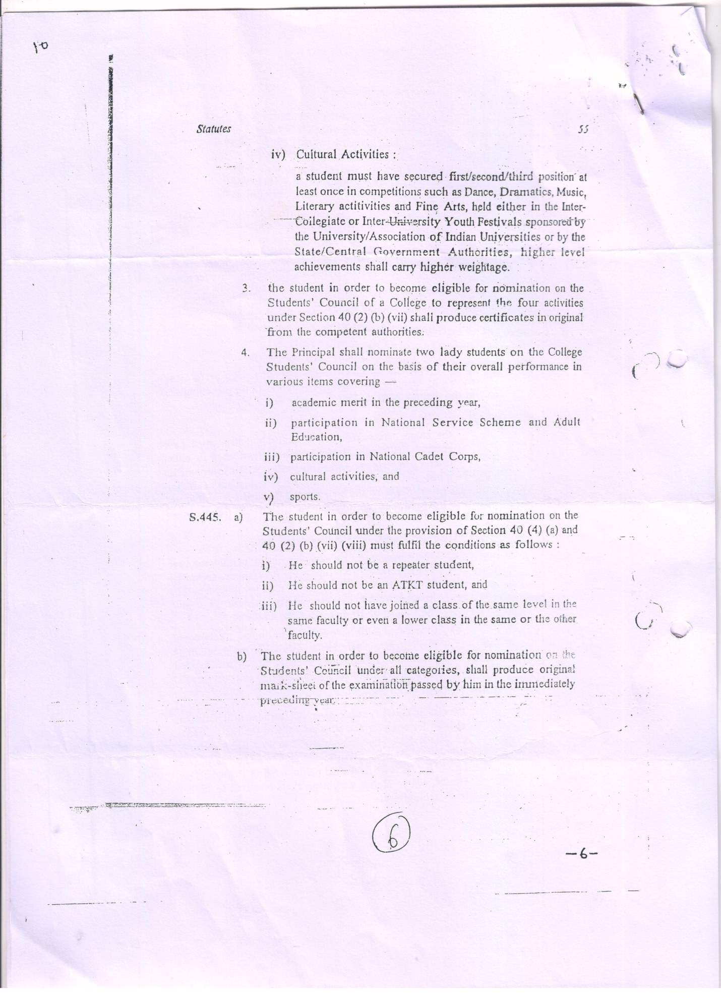 10
Statutes 55
iv) Cultural Activities :
a student must have secured first/second/third position at
least once in competitions such as Dance, Dramatics, Music,
Literary actitivities and Fine Arts, held either in the Inter-
Collegiate or Inter-University Youth Festivals sponsored by
the University/Association of Indian Universities or by the
State/Central Government Authorities, higher level
achievements shall carry higher weightage.
3. the student in order to become eligible for nomination on the
Students' Council of a College to represent the four activities
under Section 40 (2) (b) (vii) shall produce certificates in original
from the competent authorities.
4. The Principal shall nominate two lady students on the College
Students' Council on the basis of their overall performance in
various items covering —
i) academic merit in the preceding year,
ii) participation in National Service Scheme and Adult
Education,
iii) participation in National Cadet Corps,
iv) cultural activities, and
v) sports.
S.445. a) The student in order to become eligible for nomination on the
Students' Council under the provision of Section 40 (4) (a) and
40 (2) (b) (vii) (viii) must fulfil the conditions as follows :
i) He should not be a repeater student,
ii) He should not be an ATKT student, and
iii) He should not have joined a class of the same level in the
same faculty or even a lower class in the same or the other
faculty.
b) The student in order to become eligible for nomination on the
Students' Council under all categories, shall produce original
mark-sheet of the examination passed by him in the immediately
preceding year.
6
-6-